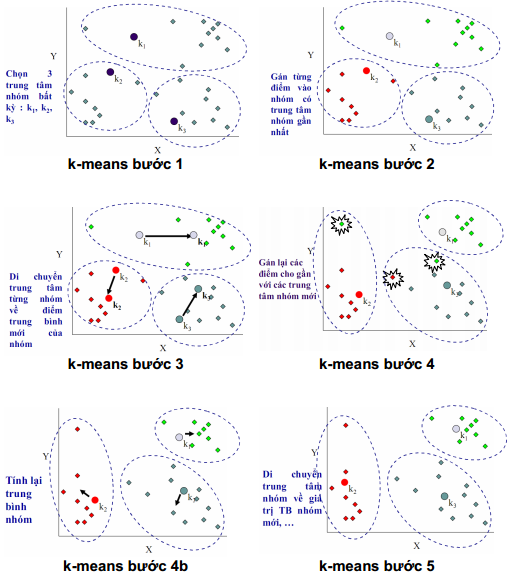 Y
k1
Chọn 3
trung tâm
nhóm bất
kỳ : k1, k2,
k3
k2
k3
X
k-means bước 1
Y
k1
Gán từng
điểm vào
nhóm có
trung tâm
nhóm gần
nhất
k2
k3
X
k-means bước 2
Y
k1
k1
Di chuyển
trung tâm
từng nhóm
về điểm
trung bình
mới của
nhóm
k2
k3
k3
X
k-means bước 3
Y
k1
Gán lại các
điểm cho gần
với các trung
tâm nhóm mới
k2
k3
X
k-means bước 4
Y
k1
Tính lại
trung bình
nhóm
k2
X
k-means bước 4b
Y
k1
Di chuyển
trung tâm
nhóm về giá
trị TB nhóm
mới, ...
k2
k3
X
k-means bước 5